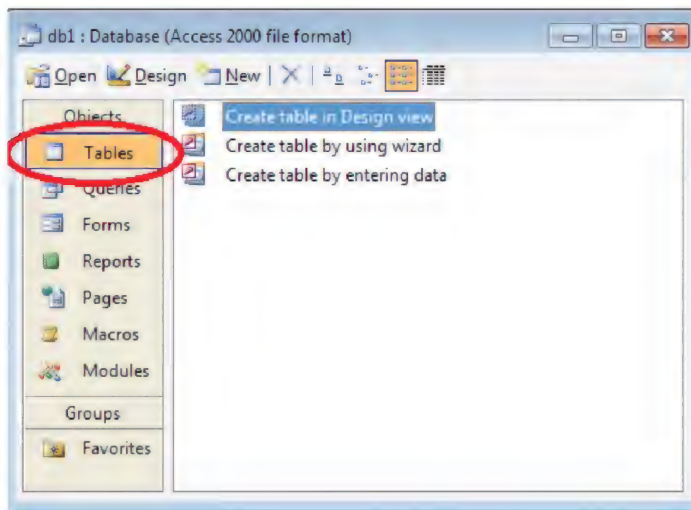 db1 : Database (Access 2000 file format)
Open Design New
Objects
Tables
Queries
Forms
Reports
Pages
Macros
Modules
Groups
Favorites
Create table in Design view
Create table by using wizard
Create table by entering data